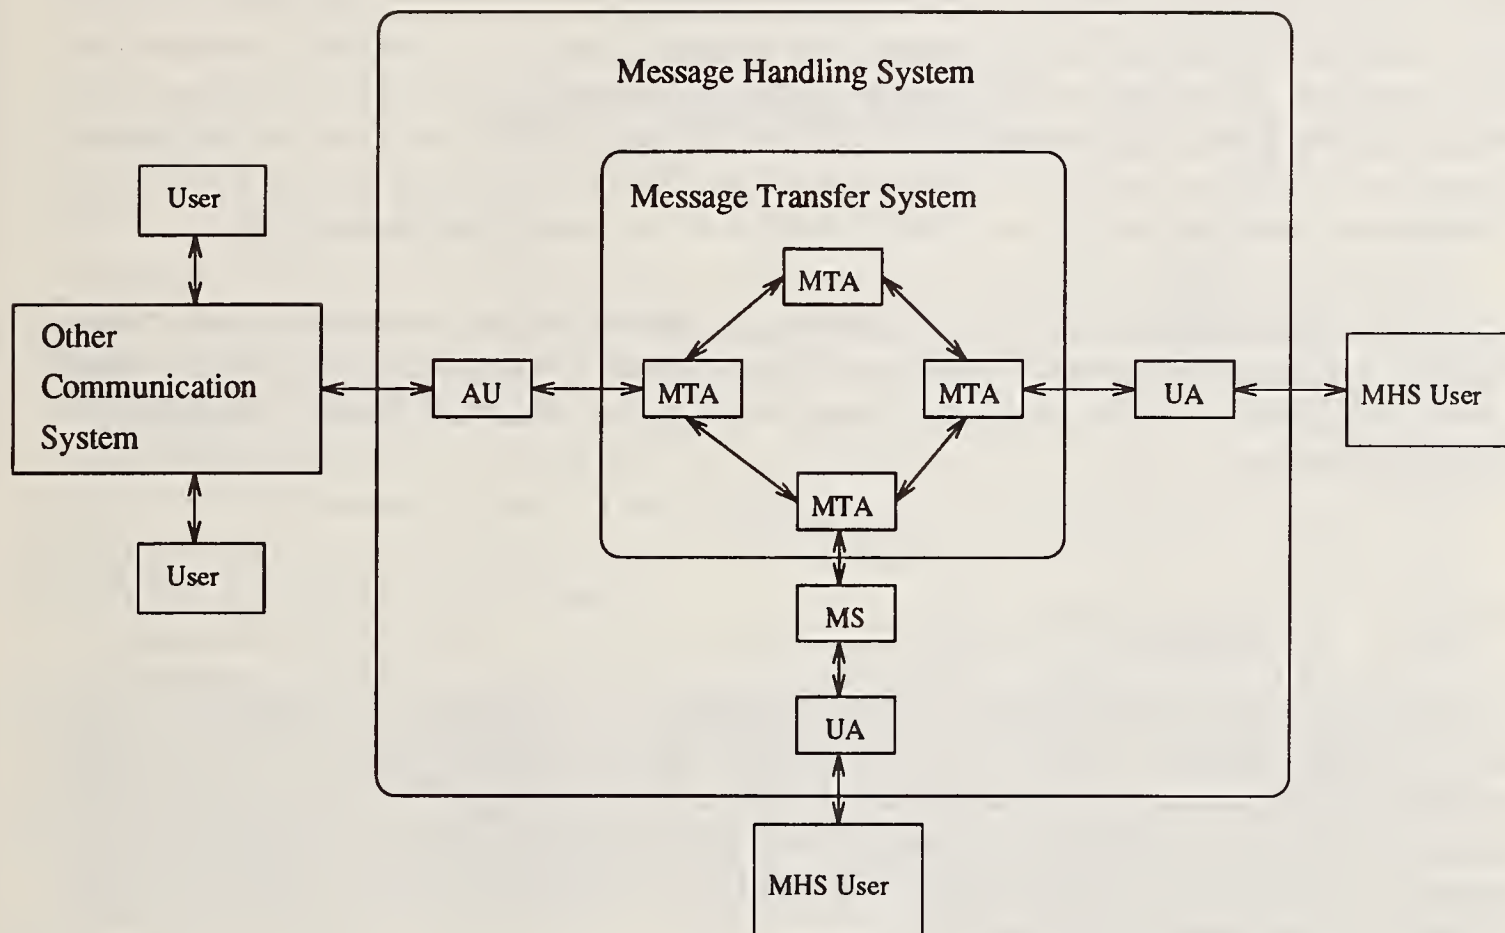 Message Handling System
Message Transfer System
User
MTA
Other
Communication
System
AU
MTA
MTA
UA
MHS User
MTA
User
MS
UA
MHS User